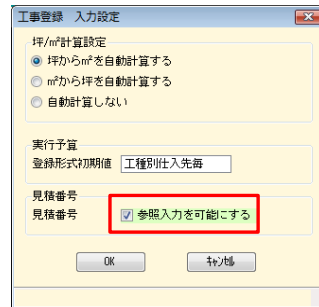 工事登録 入力設定
坪/㎡計算設定
坪から㎡を自動計算する
㎡から坪を自動計算する
自動計算しない
実行予算
登録形式初期値 工種別仕入先毎
見積番号
見積番号 参照入力を可能にする
OK ｷｬﾝｾﾙ